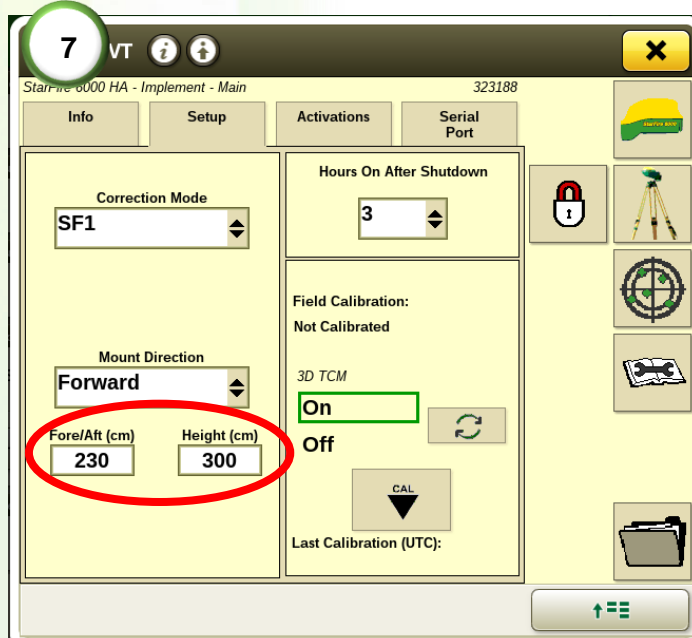 7
VT
StarFire 6000 HA - Implement - Main
323188
Info
Setup
Activations
Serial
Port
Correction Mode
SF1
Mount Direction
Forward
Fore/Aft (cm)
230
Height (cm)
300
Hours On After Shutdown
3
Field Calibration:
Not Calibrated
3D TCM
On
Off
CAL
Last Calibration (UTC):
1